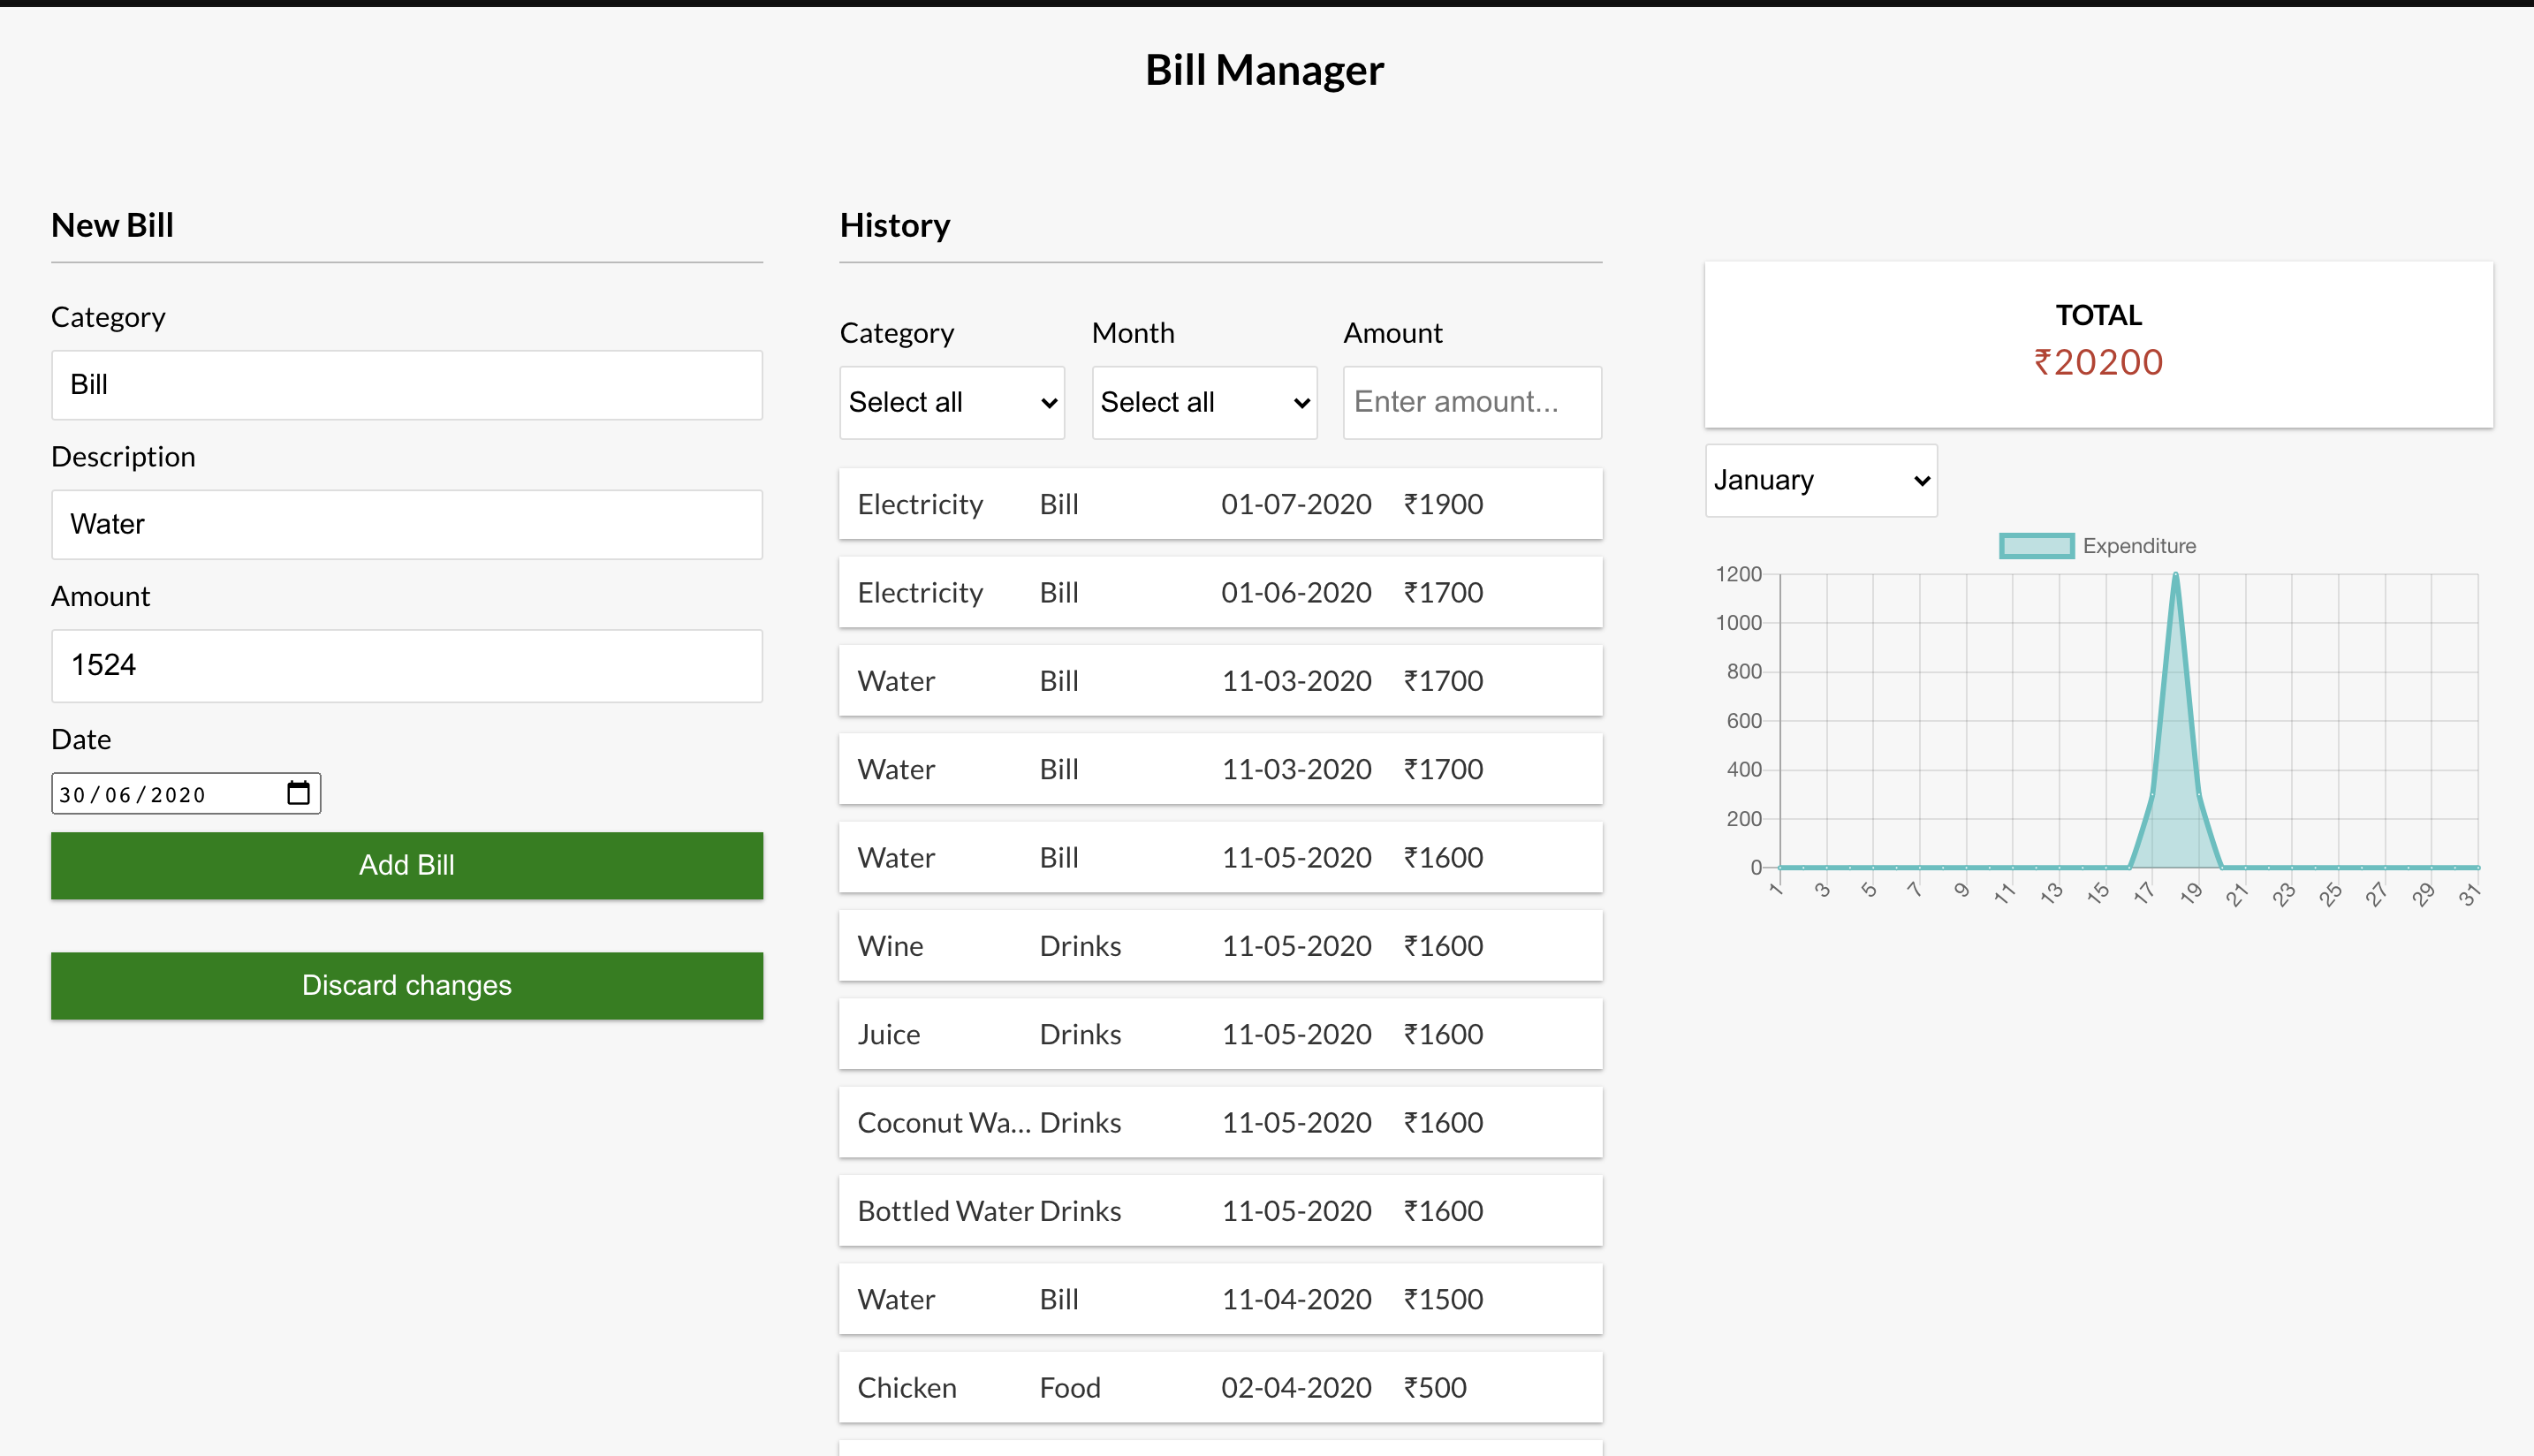 Bill Manager
New Bill
Category
Bill
Description
Water
Amount
1524
Date
30/06/2020
Add Bill
Discard changes
History
Category Month Amount
Select all Select all Enter amount...
Electricity Bill 01-07-2020 ₹1900
Electricity Bill 01-06-2020 ₹1700
Water Bill 11-03-2020 ₹1700
Water Bill 11-03-2020 ₹1700
Water Bill 11-05-2020 ₹1600
Wine Drinks 11-05-2020 ₹1600
Juice Drinks 11-05-2020 ₹1600
Coconut Wa... Drinks 11-05-2020 ₹1600
Bottled Water Drinks 11-05-2020 ₹1600
Water Bill 11-04-2020 ₹1500
Chicken Food 02-04-2020 ₹500
TOTAL
₹20200
January
Expenditure
1200
1000
800
600
400
200
0
1 3 5 7 9 11 13 15 17 19 21 23 25 27 29 31